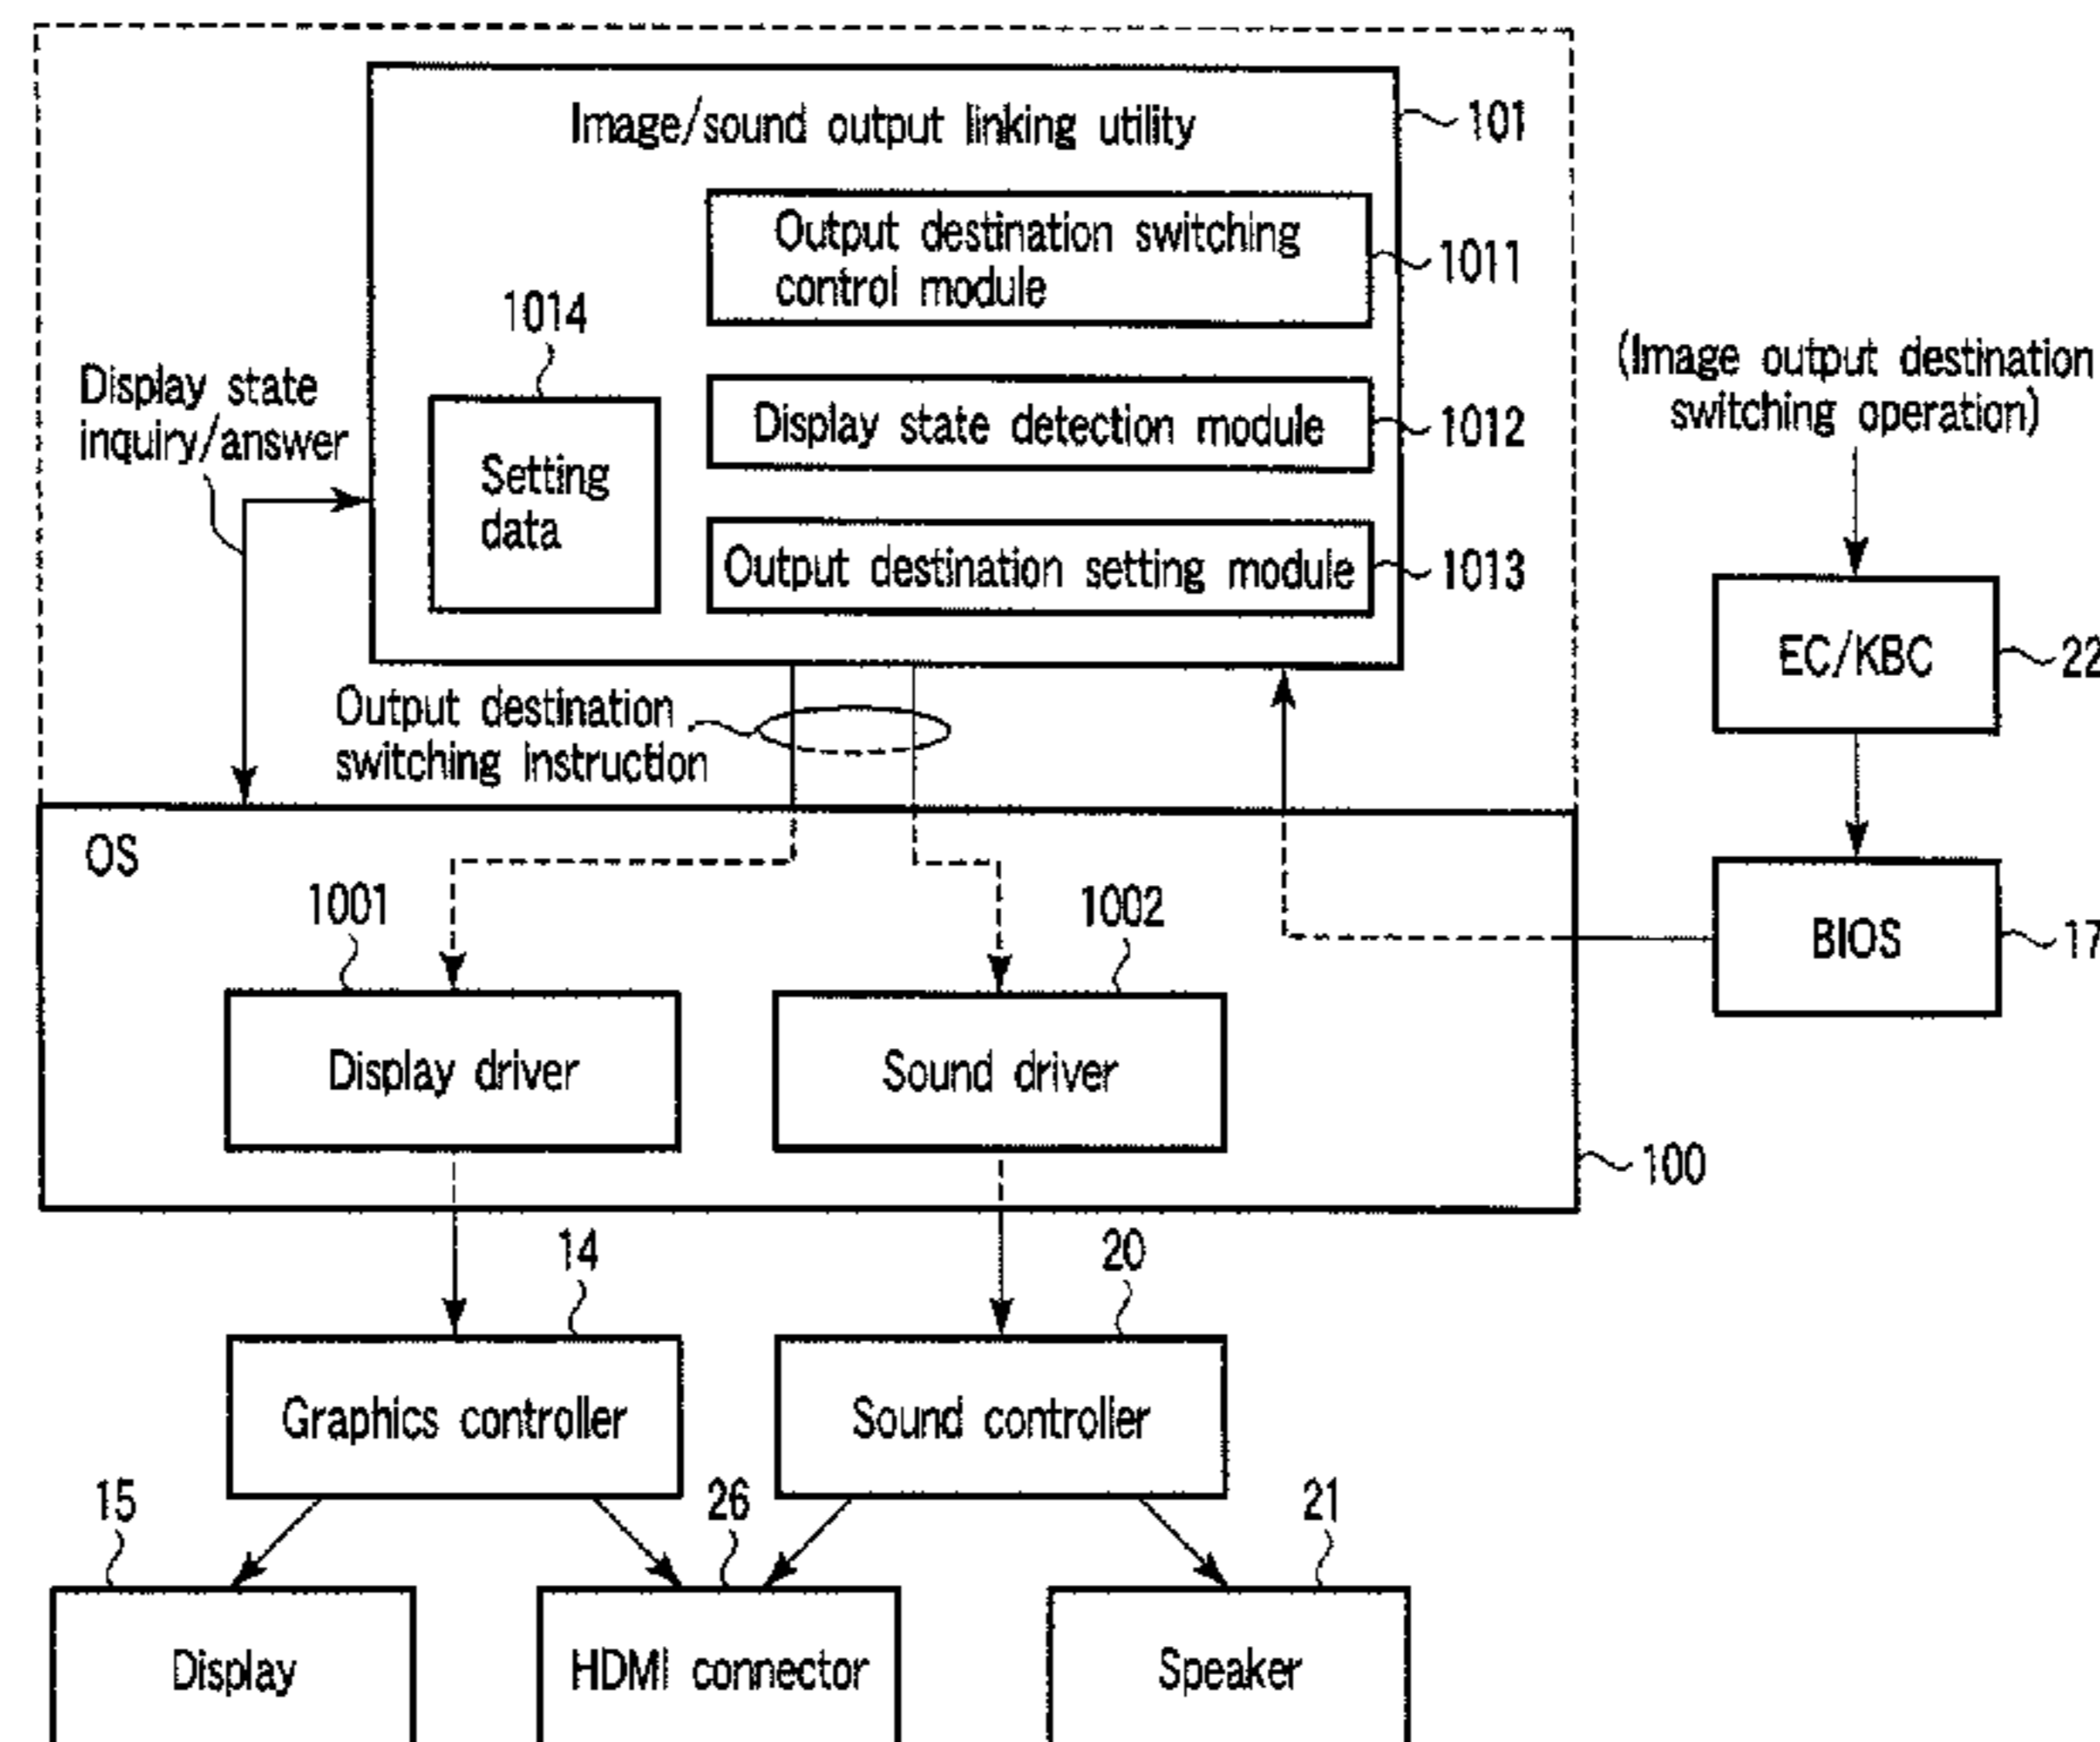 Image/sound output linking utility
101
Output destination switching
control module
1011
1014
Display state
inquiry/answer
Setting
data
Display state detection module
1012
Output destination setting module
1013
(Image output destination
switching operation)
EC/KBC
22
Output destination
switching instruction
OS
1001
1002
BIOS
17
Display driver
Sound driver
100
14
20
Graphics controller
Sound controller
15
26
21
Display
HDMI connector
Speaker